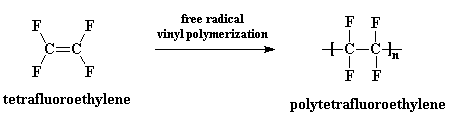 F F
C=C
F F
tetrafluoroethylene
free radical
vinyl polymerization
F F
[C-C]n
F F
polytetrafluoroethylene